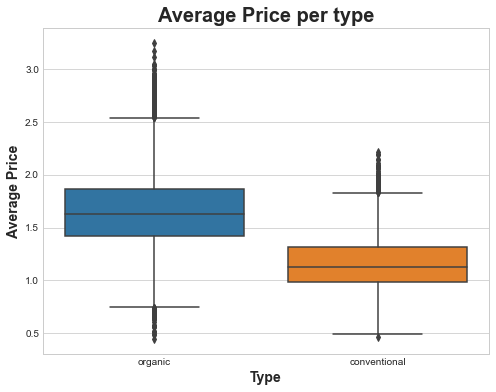 Average Price per type
Average Price
3.0
2.5
2.0
1.5
1.0
0.5
organic
conventional
Type